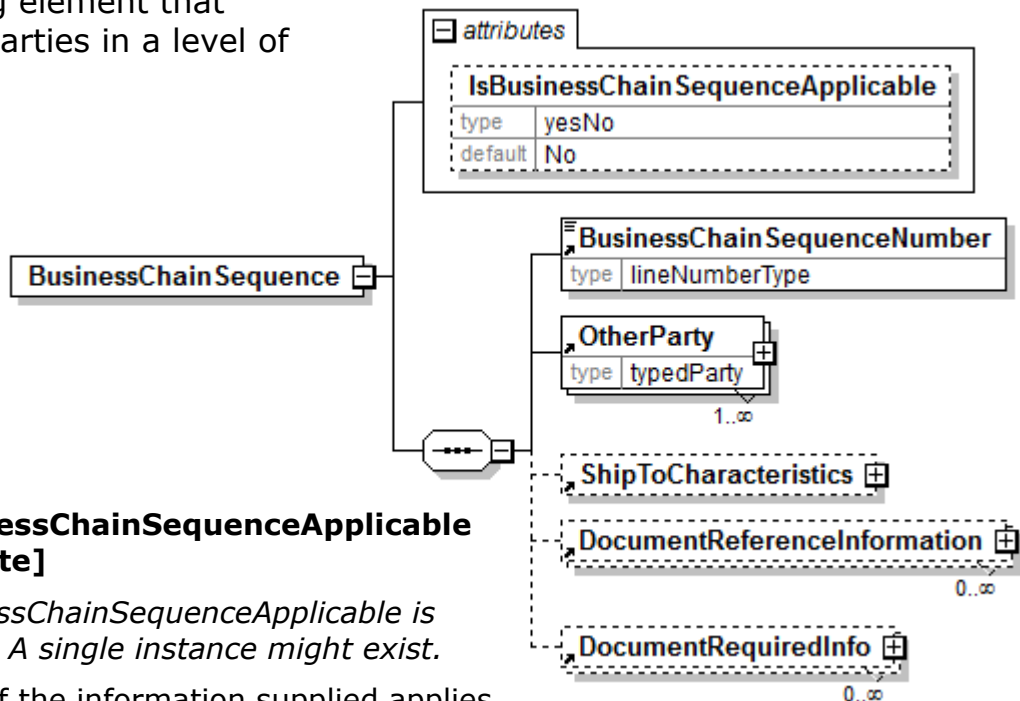 element that
arties in a level of
attributes
IsBusinessChainSequenceApplicable
type yesNo
default No
BusinessChainSequence
BusinessChainSequenceNumber
type lineNumberType
OtherParty
type typedParty
1..∞
ShipToCharacteristics
DocumentReferenceInformation
0..∞
DocumentRequiredInfo
0..∞
essChainSequenceApplicable
te]
ssChainSequenceApplicable is
A single instance might exist.
f the information supplied applies